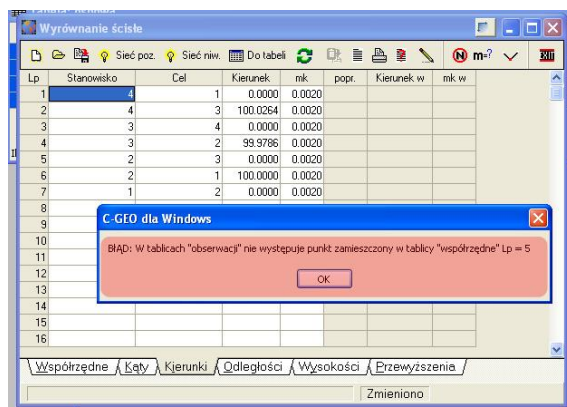 Wyrównanie ścisłe
Sieć poz. Sieć niw. Do tabeli N m=?
Lp Stanowisko Cel Kierunek mk popr. Kierunek w mk w
1 4 1 0.0000 0.0020
2 4 3 100.0264 0.0020
3 3 4 0.0000 0.0020
4 3 2 99.9786 0.0020
5 2 3 0.0000 0.0020
6 2 1 100.0000 0.0020
7 1 2 0.0000 0.0020
8
9
C-GEO dla Windows
10
BŁĄD: W tablicach "obserwacji" nie występuje punkt zamieszczony w tablicy "współrzędne" Lp = 5
11
12
OK
13
14
15
16
Współrzędne Kąty Kierunki Odległości Wysokości Przewyższenia
Zmieniono